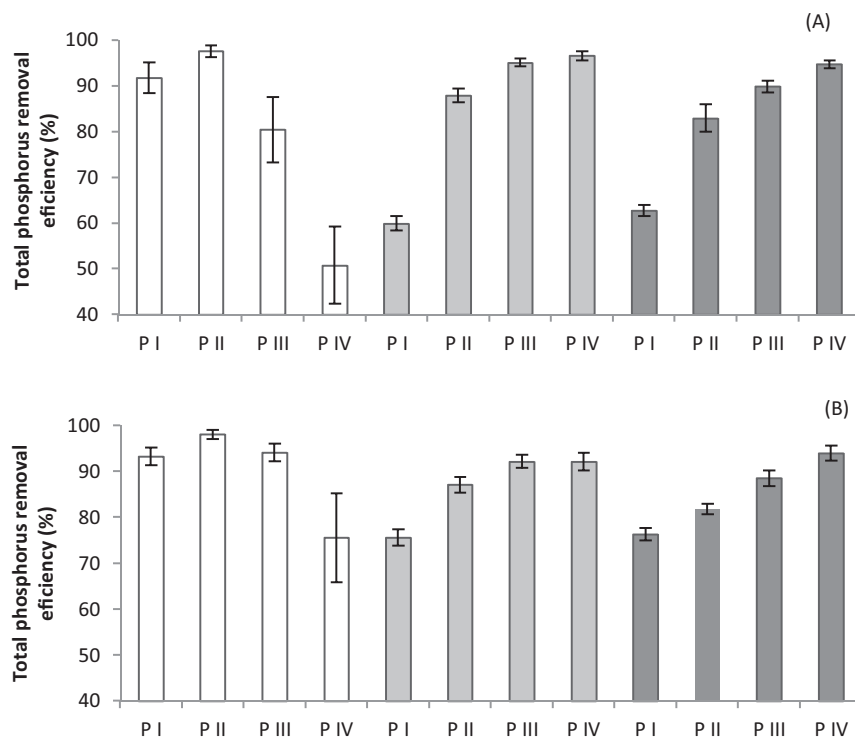 (A)
Total phosphorus removal
eficiency (%)
100
90
80
70
60
50
40
P I P II P III P IV P I P II P III P IV P I P II P III P IV
(B)
Total phosphorus removal
eficiency (%)
100
90
80
70
60
50
40
P I P II P III P IV P I P II P III P IV P I P II P III P IV